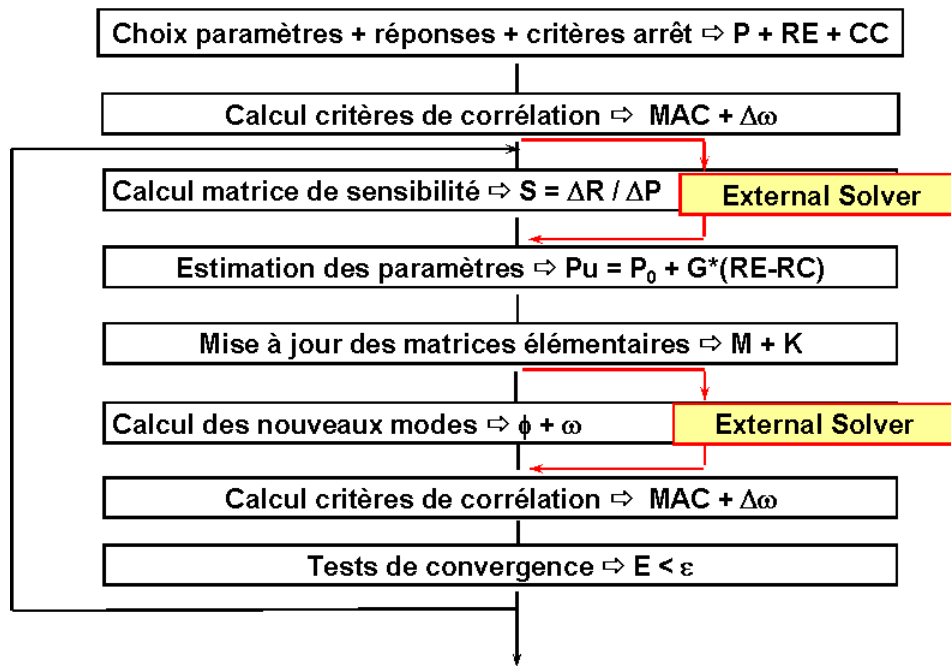 Choix paramètres + réponses + critères arrêt ⇨ P + RE + CC
Calcul critères de corrélation ⇨ MAC + Δω
Calcul matrice de sensibilité ⇨ S = ΔR / ΔP
External Solver
Estimation des paramètres ⇨ Pu = P₀ + G*(RE-RC)
Mise à jour des matrices élémentaires ⇨ M + K
Calcul des nouveaux modes ⇨ ϕ + ω
External Solver
Calcul critères de corrélation ⇨ MAC + Δω
Tests de convergence ⇨ E < ε